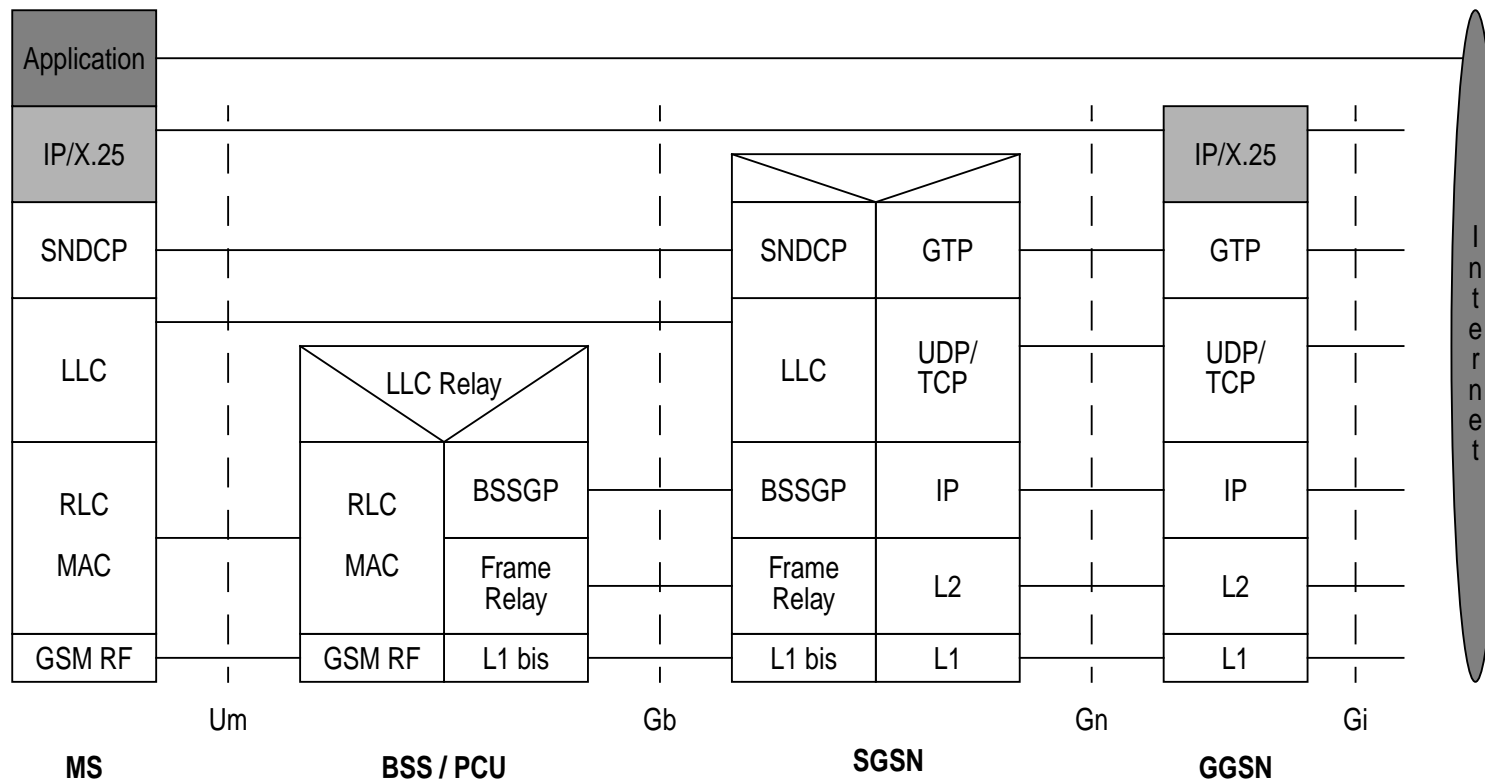 Application
IP/X.25
IP/X.25
SNDCP
SNDCP
GTP
GTP
LLC
LLC Relay
LLC
UDP/
TCP
UDP/
TCP
RLC
MAC
RLC
MAC
BSSGP
BSSGP
IP
IP
Frame
Relay
Frame
Relay
L2
L2
GSM RF
GSM RF
L1 bis
L1 bis
L1
L1
Internet
Um
Gb
Gn
Gi
MS
BSS / PCU
SGSN
GGSN